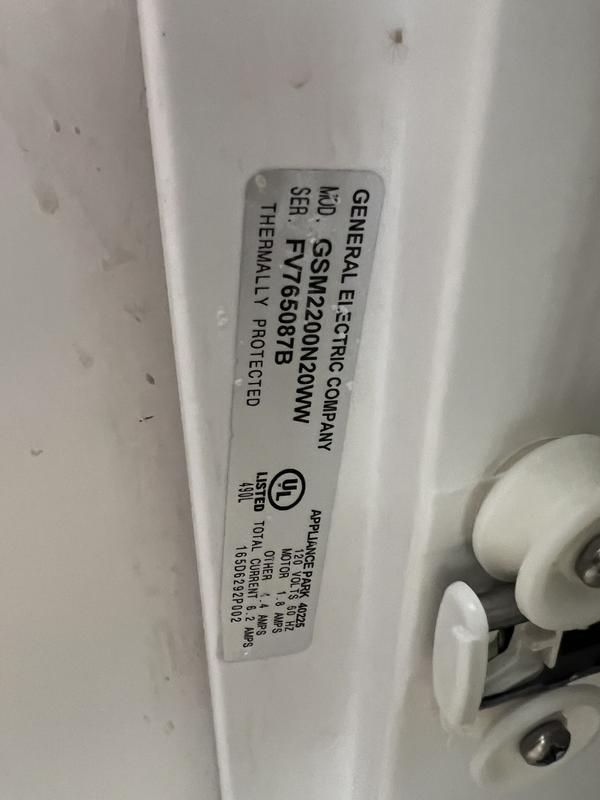 GENERAL ELECTRIC COMPANY
MOD. GSM2200N20WW
SER. FV765087B
THERMALLY PROTECTED
UL
LISTED
490L
APPLIANCE PARK 40225
120 VOLTS 60 HZ
MOTOR 1.8 AMPS
OTHER 4.4 AMPS
TOTAL CURRENT 6.2 AMPS
165D6292P002